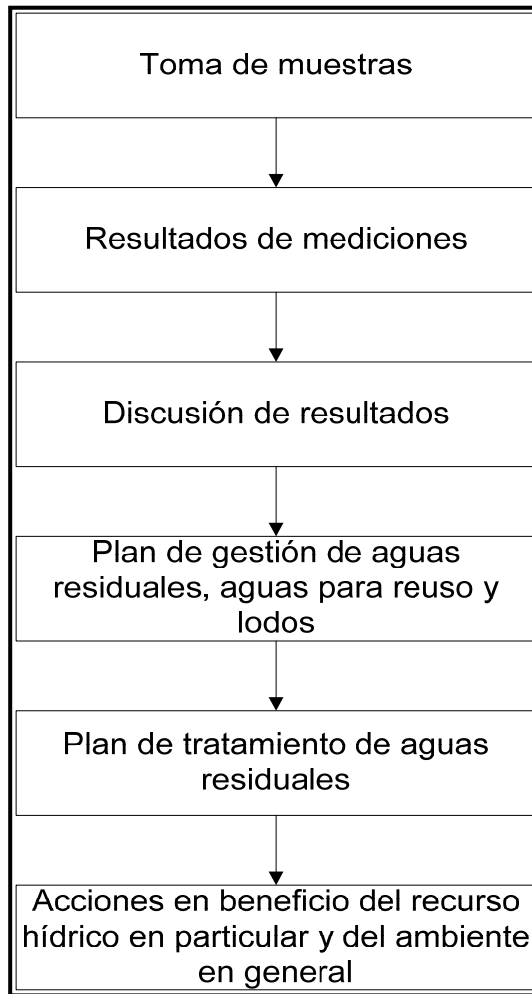 Toma de muestras
Resultados de mediciones
Discusión de resultados
Plan de gestión de aguas
residuales, aguas para reuso y
lodos
Plan de tratamiento de aguas
residuales
Acciones en beneficio del recurso
hídrico en particular y del ambiente
en general